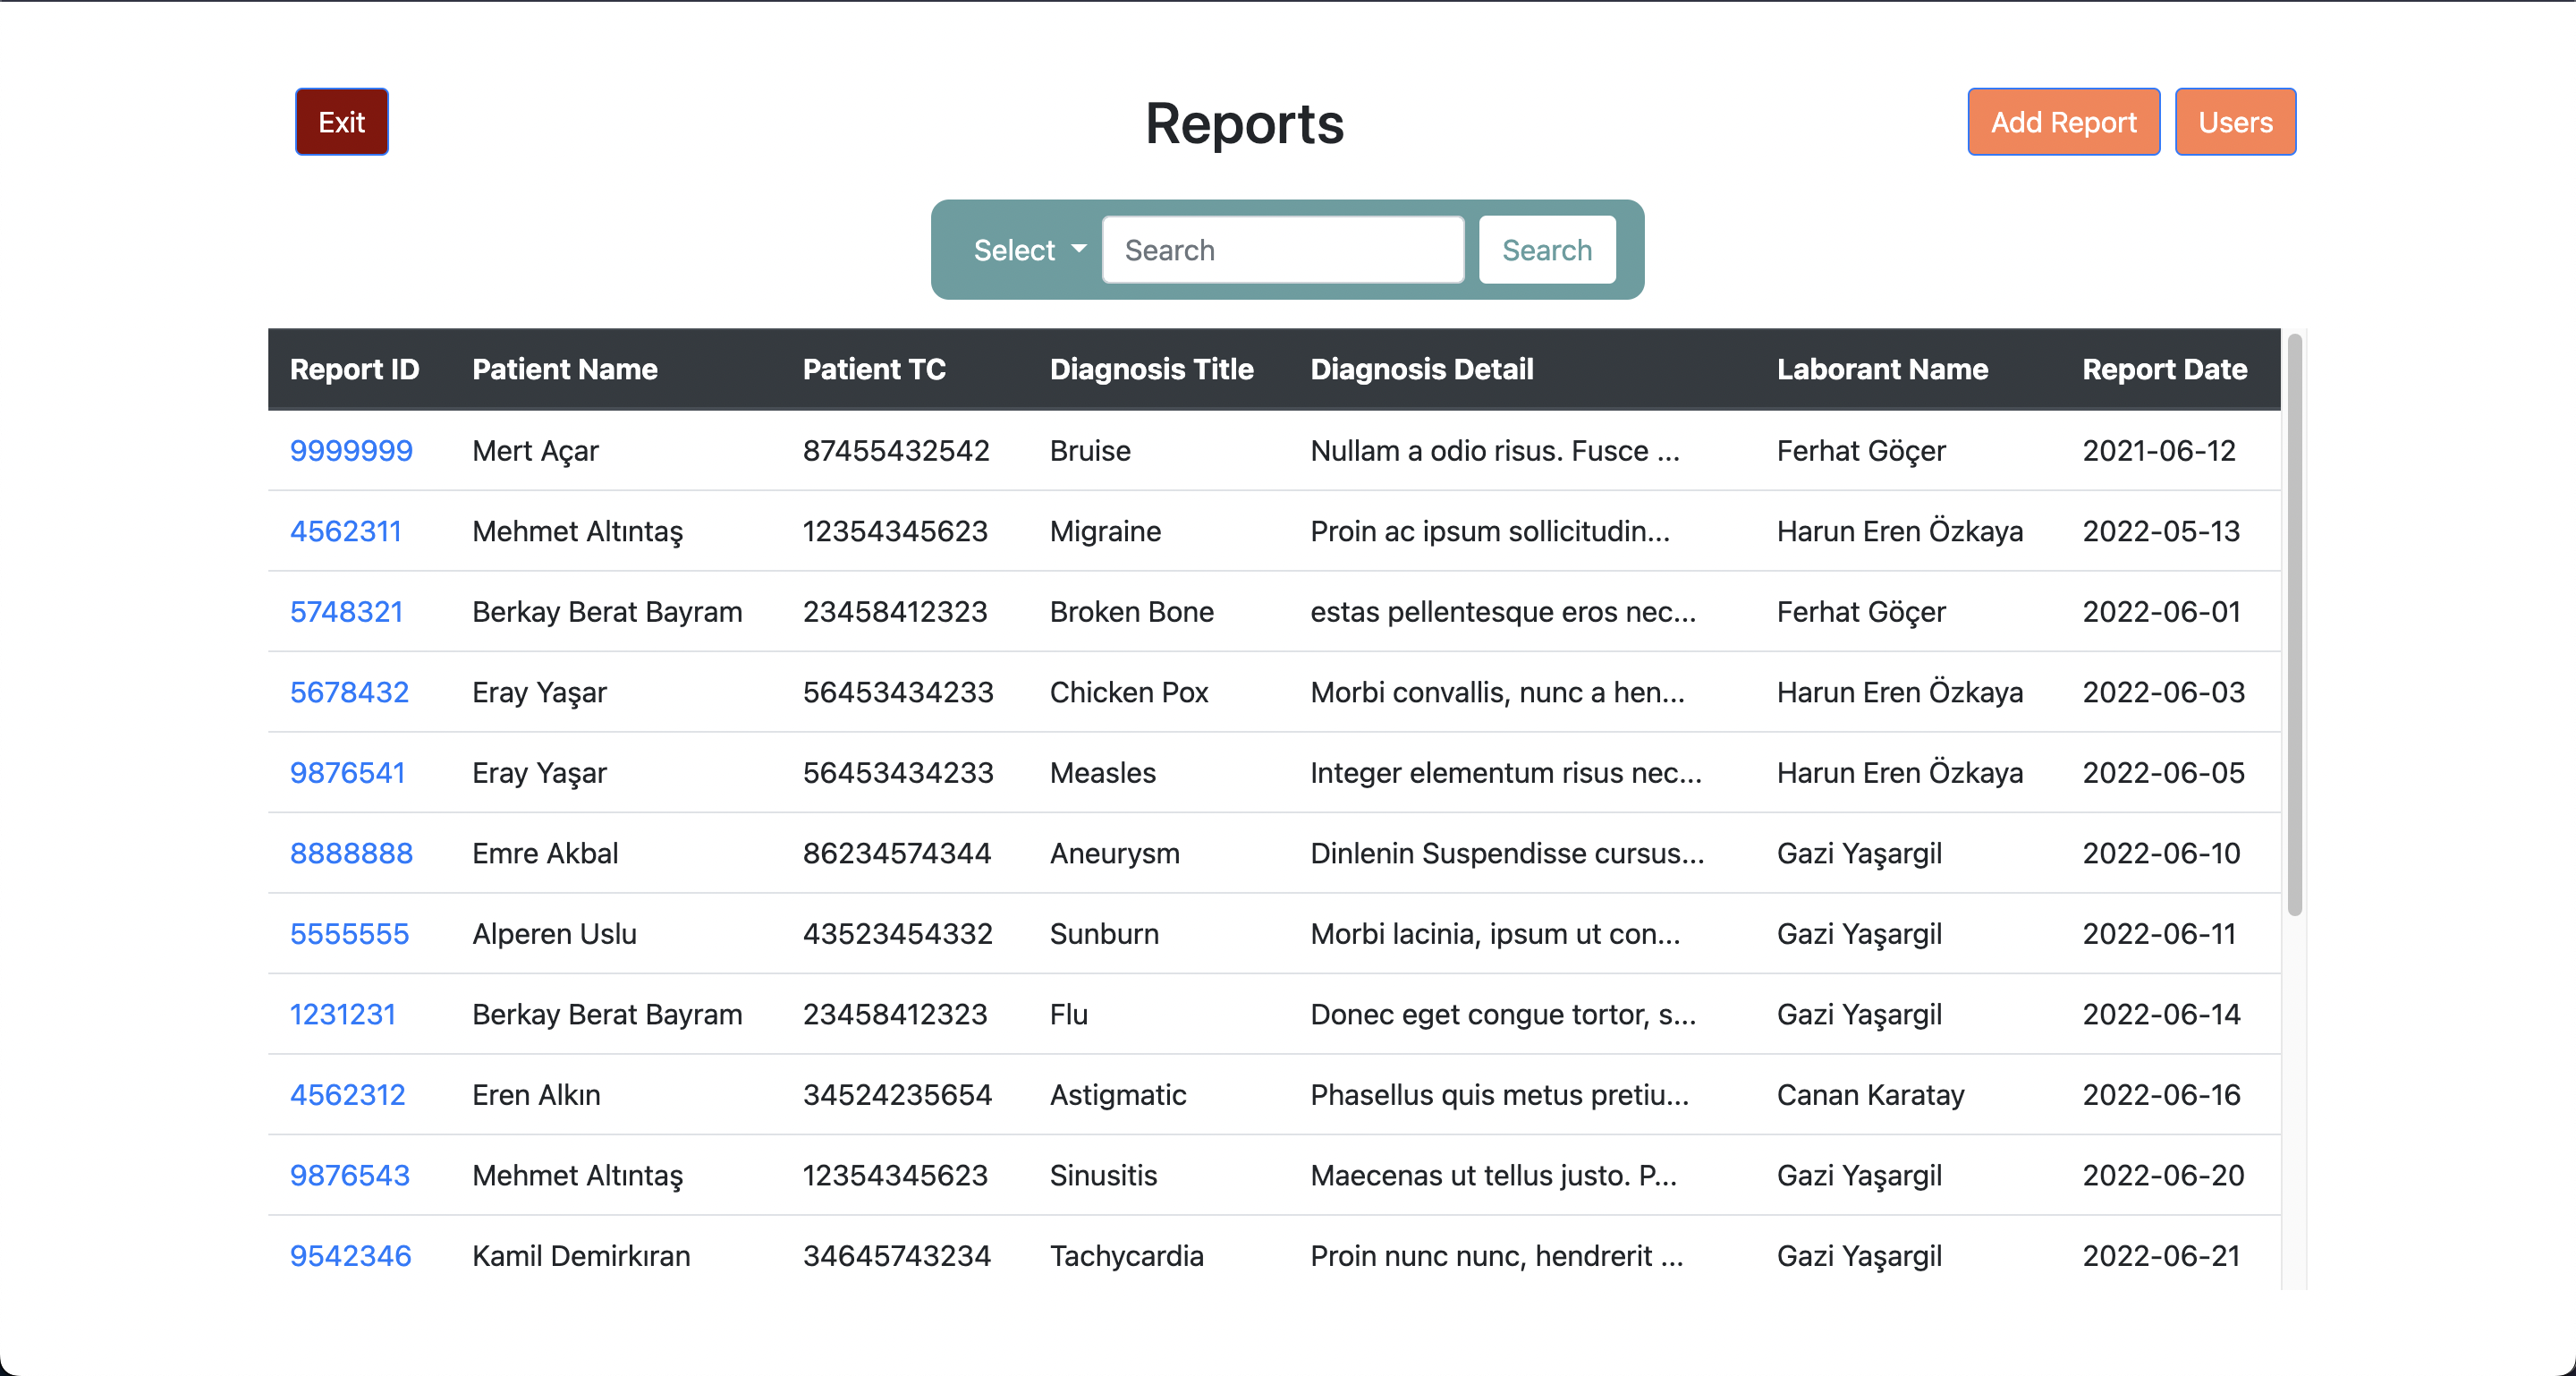 Exit Reports Add Report Users
Select Search Search
Report ID Patient Name Patient TC Diagnosis Title Diagnosis Detail Laborant Name Report Date
9999999 Mert Açar 87455432542 Bruise Nullam a odio risus. Fusce ... Ferhat Göçer 2021-06-12
4562311 Mehmet Altıntaş 12354345623 Migraine Proin ac ipsum sollicitudin... Harun Eren Özkaya 2022-05-13
5748321 Berkay Berat Bayram 23458412323 Broken Bone estas pellentesque eros nec... Ferhat Göçer 2022-06-01
5678432 Eray Yaşar 56453434233 Chicken Pox Morbi convallis, nunc a hen... Harun Eren Özkaya 2022-06-03
9876541 Eray Yaşar 56453434233 Measles Integer elementum risus nec... Harun Eren Özkaya 2022-06-05
8888888 Emre Akbal 86234574344 Aneurysm Dinlenin Suspendisse cursus... Gazi Yaşargil 2022-06-10
5555555 Alperen Uslu 43523454332 Sunburn Morbi lacinia, ipsum ut con... Gazi Yaşargil 2022-06-11
1231231 Berkay Berat Bayram 23458412323 Flu Donec eget congue tortor, s... Gazi Yaşargil 2022-06-14
4562312 Eren Alkın 34524235654 Astigmatic Phasellus quis metus pretiu... Canan Karatay 2022-06-16
9876543 Mehmet Altıntaş 12354345623 Sinusitis Maecenas ut tellus justo. P... Gazi Yaşargil 2022-06-20
9542346 Kamil Demirkıran 34645743234 Tachycardia Proin nunc nunc, hendrerit ... Gazi Yaşargil 2022-06-21